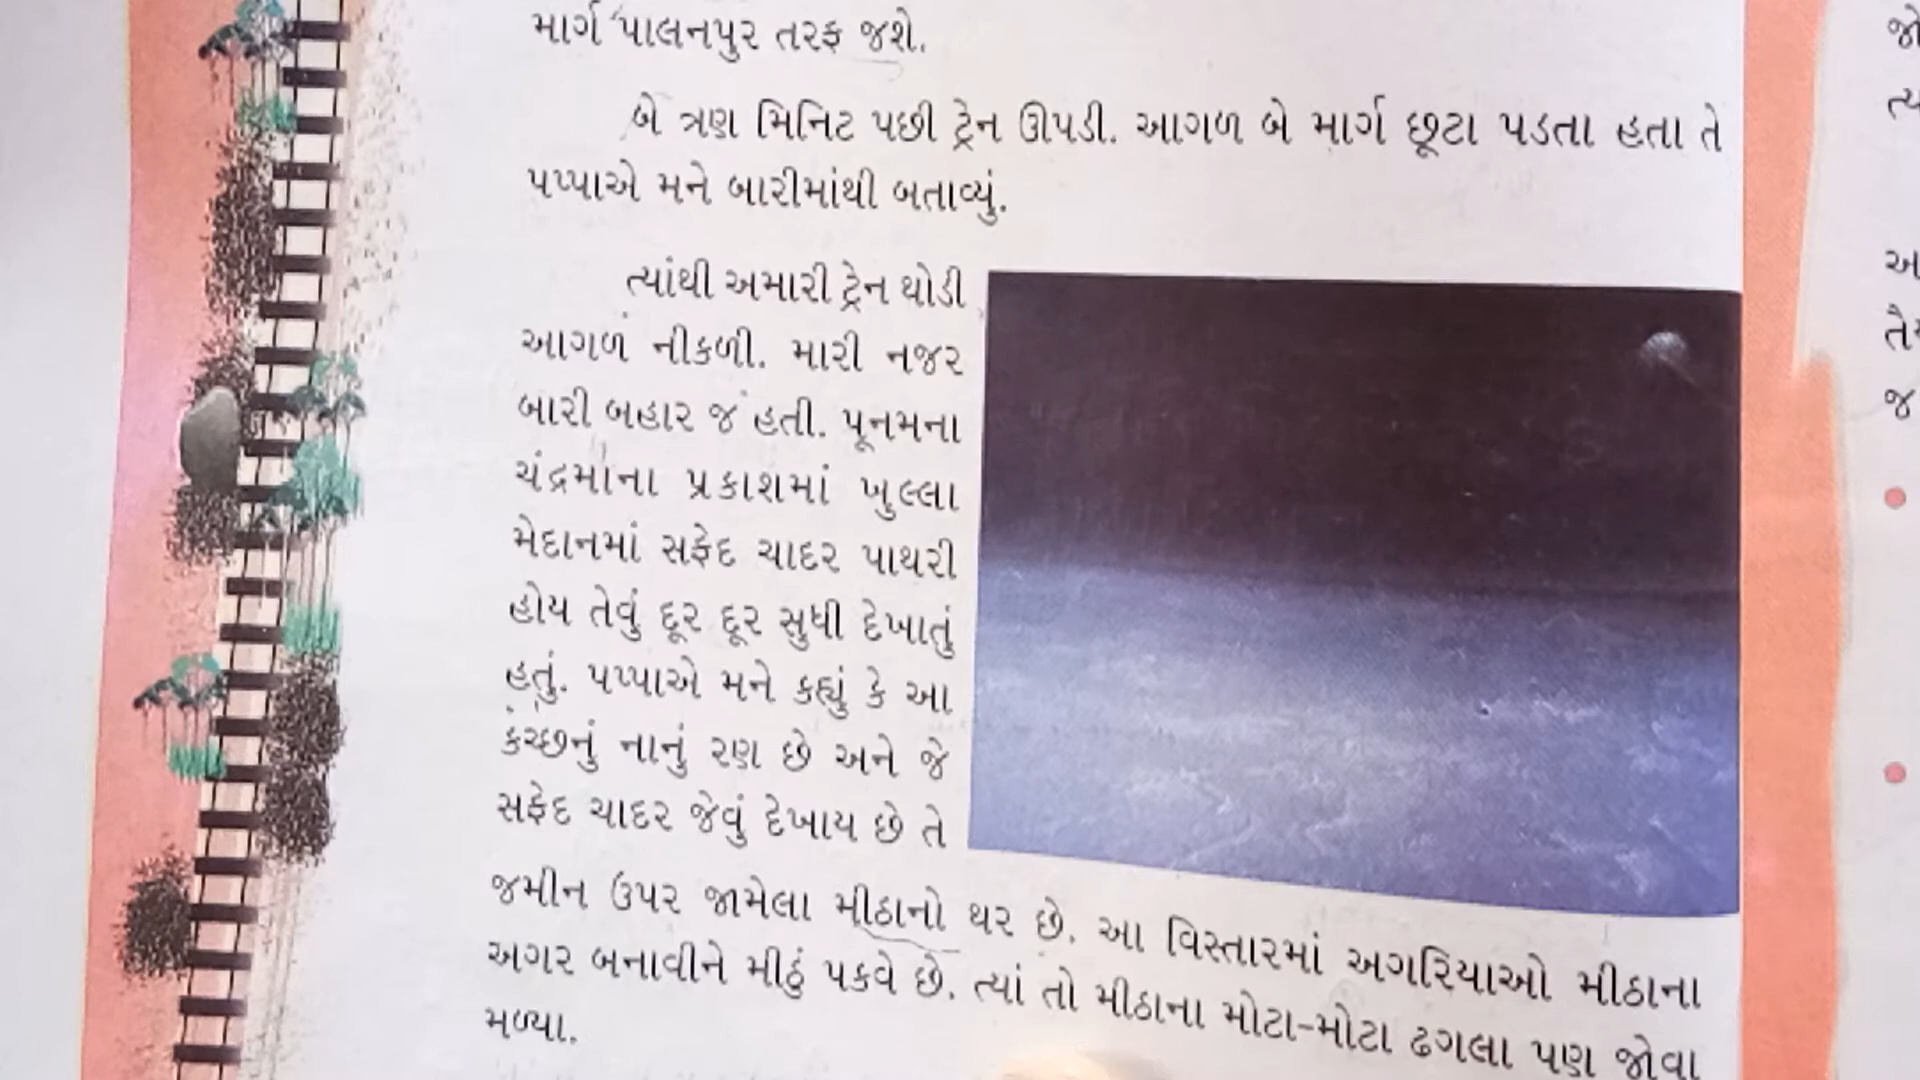 માર્ગ પાલનપુર તરફ જશે.
બે ત્રણ મિનિટ પછી ટ્રેન ઊપડી. આગળ બે માર્ગ છૂટા પડતા હતા તે
પપ્પાએ મને બારીમાંથી બતાવ્યું.
ત્યાંથી અમારી ટ્રેન થોડી
આગળ નીકળી. મારી નજર
બારી બહાર જ હતી. પૂનમના
ચંદ્રમાના પ્રકાશમાં ખુલ્લા
મેદાનમાં સફેદ ચાદર પાથરી
હોય તેવું દૂર દૂર સુધી દેખાતું
હતું. પપ્પાએ મને કહ્યું કે આ
કચ્છનું નાનું રણ છે અને જે
સફેદ ચાદર જેવું દેખાય છે તે
જમીન ઉપર જામેલા મીઠાનો થર છે. આ વિસ્તારમાં અગરિયાઓ મીઠાના
અગર બનાવીને મીઠું પકવે છે. ત્યાં તો મીઠાના મોટા-મોટા ઢગલા પણ જોવા
મળ્યા.